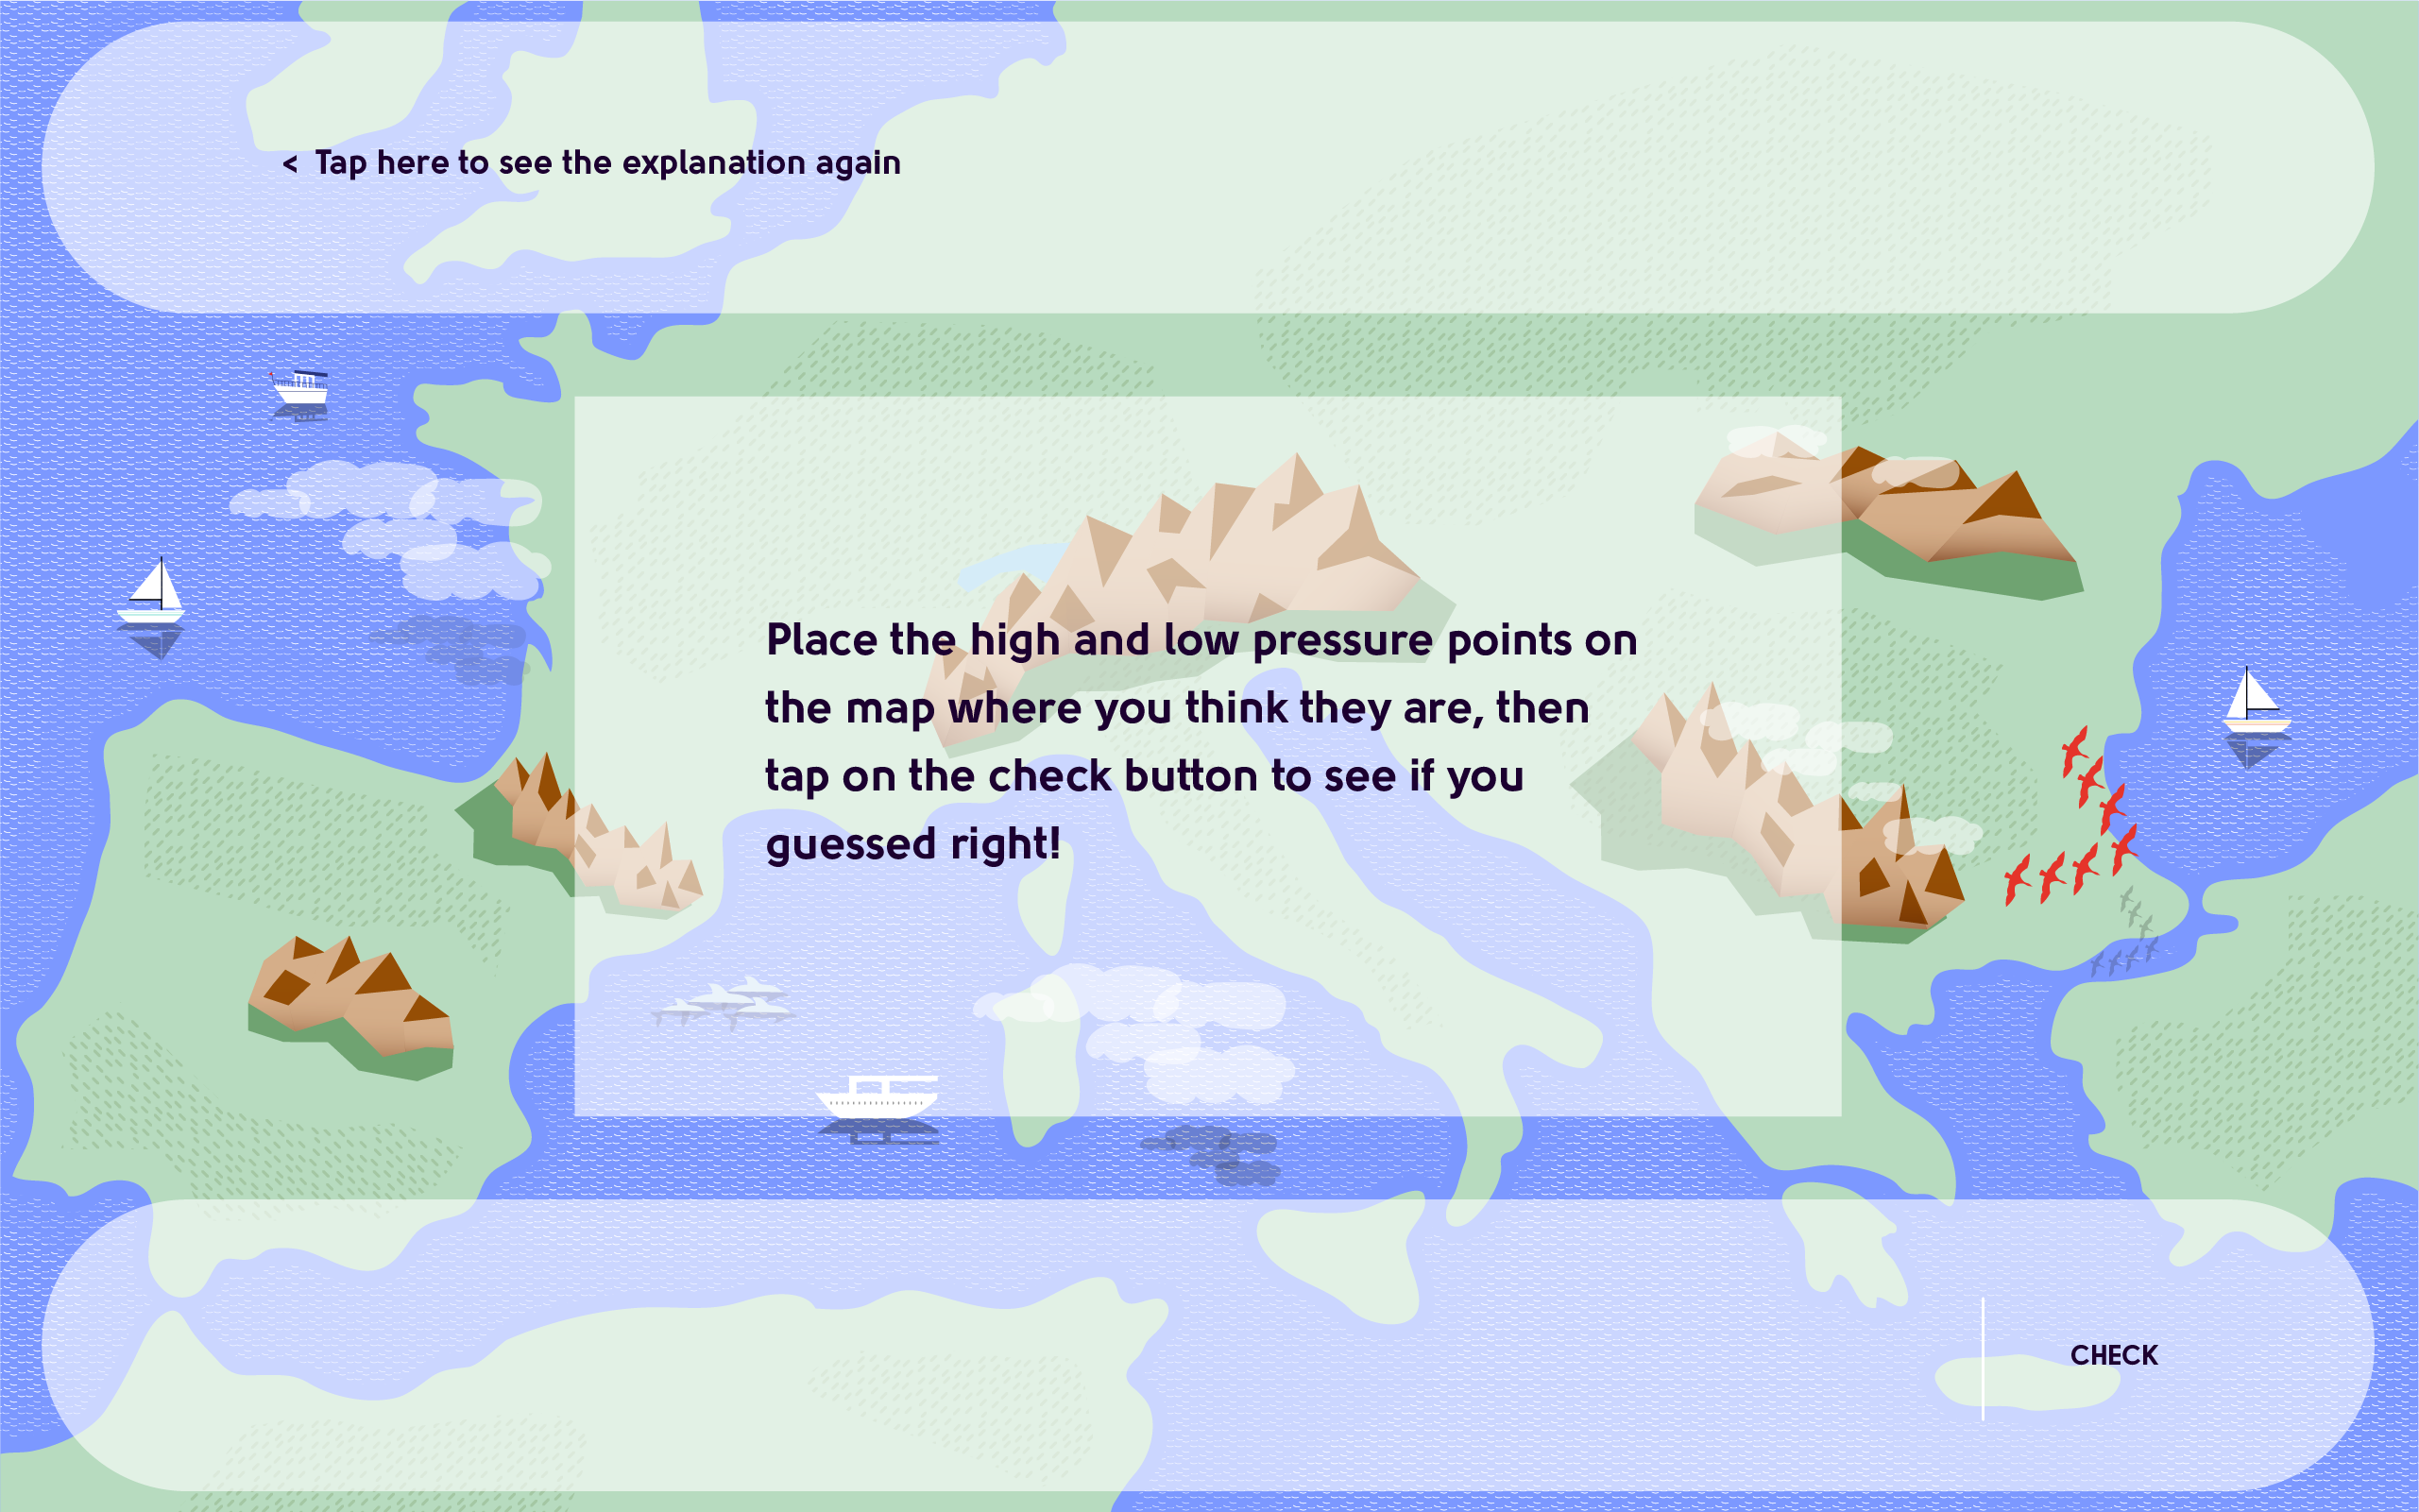 < Tap here to see the explanation again
Place the high and low pressure points on
the map where you think they are, then
tap on the check button to see if you
guessed right!
CHECK